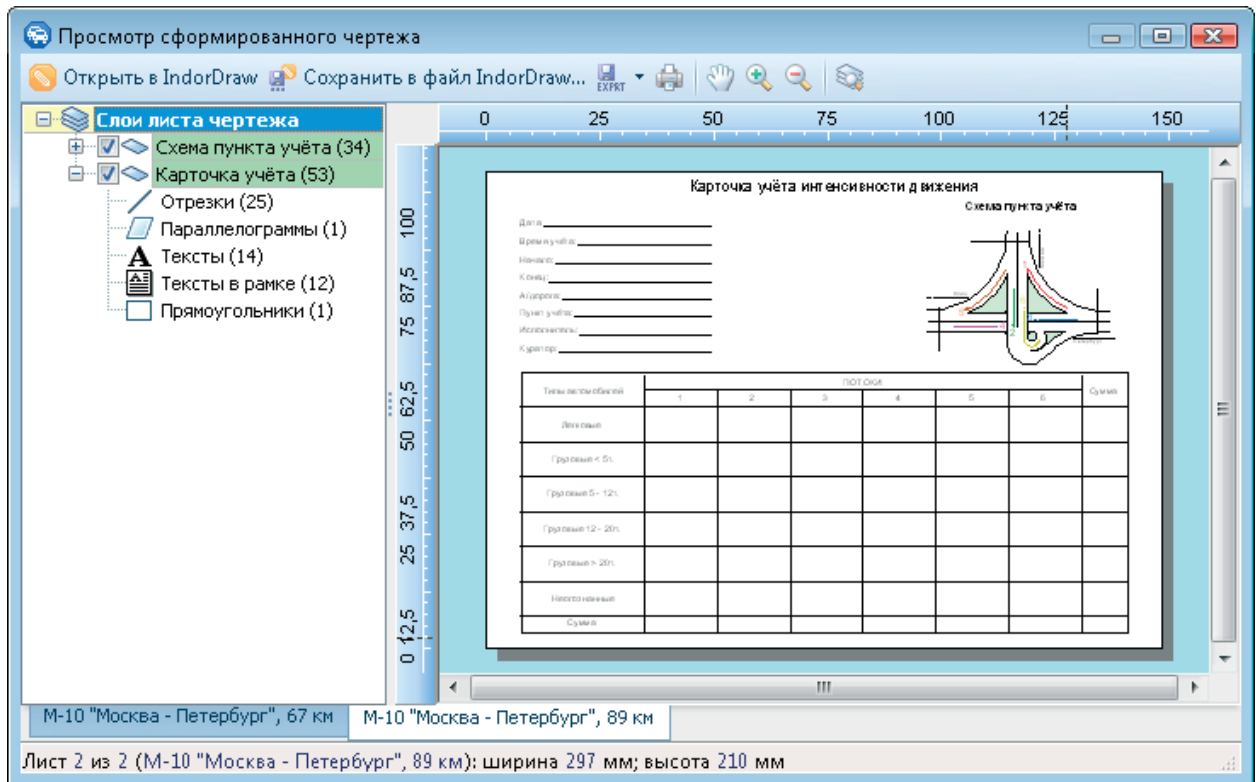 Просмотр сформированного чертежа
Открыть в IndorDraw Сохранить в файл IndorDraw... EXPRT
Слои листа чертежа
Схема пункта учёта (34)
Карточка учёта (53)
Отрезки (25)
Параллелограммы (1)
A Тексты (14)
Тексты в рамке (12)
Прямоугольники (1)
0 25 50 75 100 125 150
100
87,5
75
62,5
50
37,5
25
12,5
0
Карточка учёта интенсивности движения
Схема пункта учёта
Дата:
Время учёта:
Начало:
Конец:
А/дорога:
Пункт учёта:
Исполнитель:
Куратор:
Типы автомобилей
ПОТОКИ
Сумма
1 2 3 4 5 6
Легковые
Грузовые < 5т.
Грузовые 5 - 12т.
Грузовые 12 - 20т.
Грузовые > 20т.
Неопознанные
Сумма
М-10 "Москва - Петербург", 67 км
М-10 "Москва - Петербург", 89 км
Лист 2 из 2 (М-10 "Москва - Петербург", 89 км): ширина 297 мм; высота 210 мм